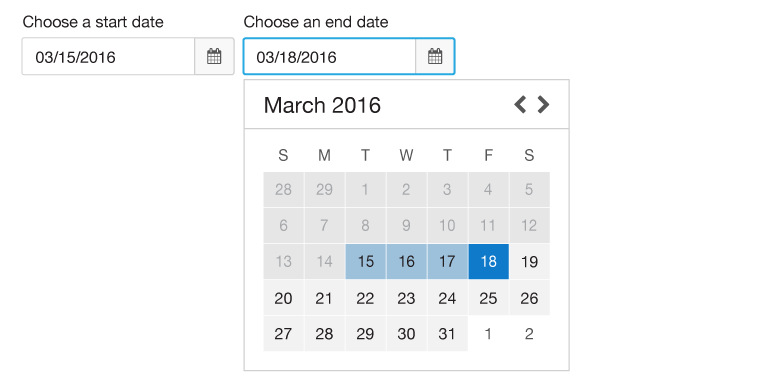 Choose a start date Choose an end date
03/15/2016 03/18/2016
March 2016
S M T W T F S
28 29 1 2 3 4 5
6 7 8 9 10 11 12
13 14 15 16 17 18 19
20 21 22 23 24 25 26
27 28 29 30 31 1 2